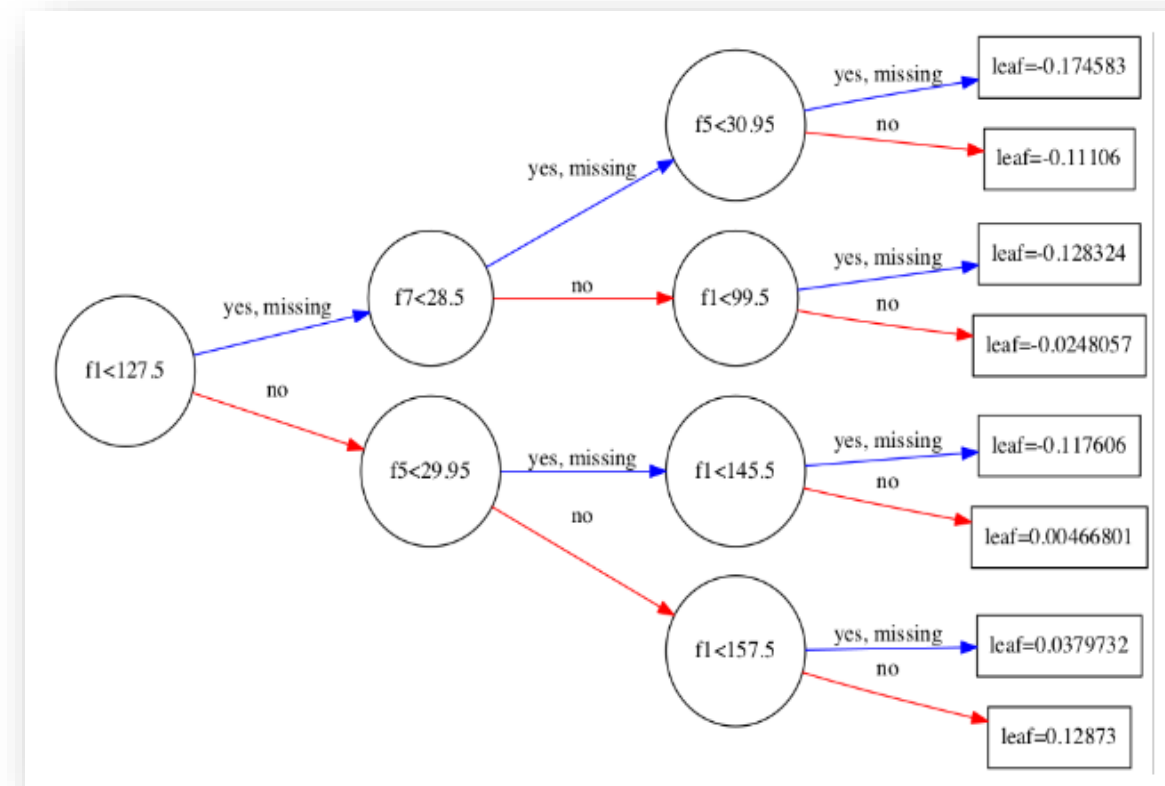 yes, missing
leaf=-0.174583
f5<30.95
no
leaf=-0.11106
yes, missing
f7<28.5
no
f1<99.5
yes, missing
leaf=-0.128324
no
leaf=-0.0248057
yes, missing
f1<127.5
no
f5<29.95
yes, missing
f1<145.5
yes, missing
leaf=-0.117606
no
leaf=0.00466801
no
f1<157.5
yes, missing
leaf=0.0379732
no
leaf=0.12873